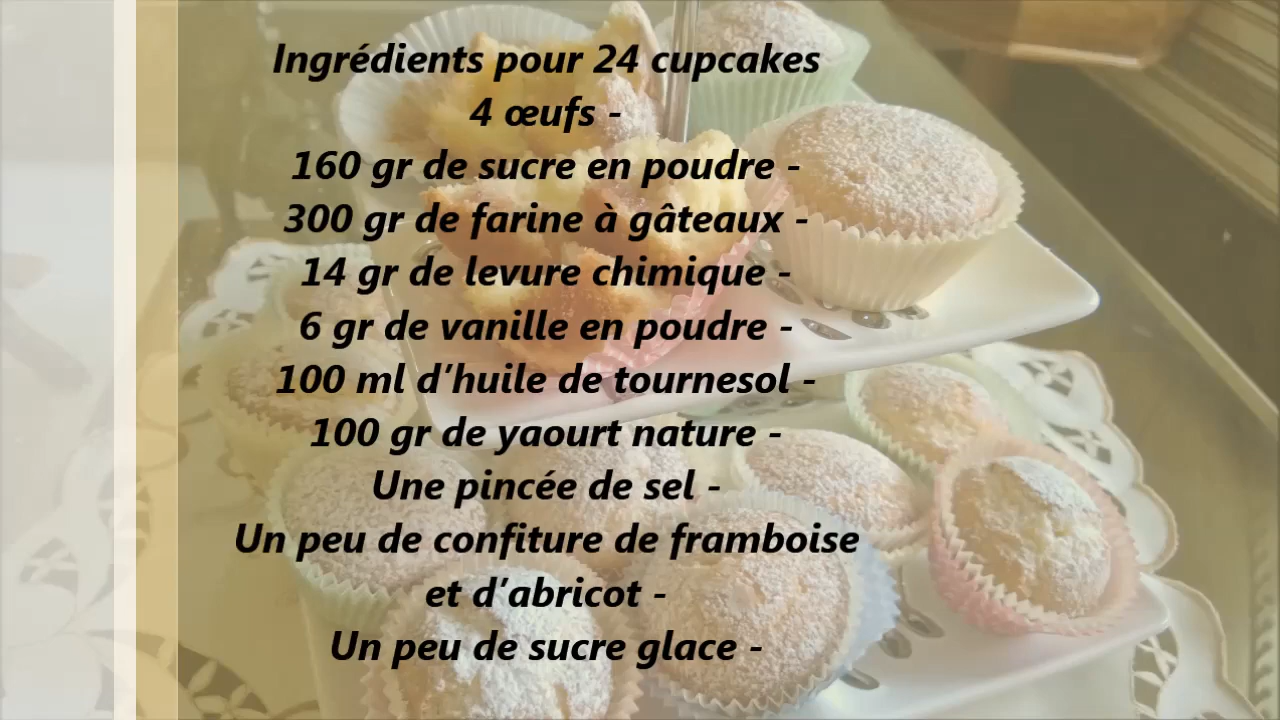 Ingrédients pour 24 cupcakes
4 œufs -
160 gr de sucre en poudre -
300 gr de farine à gâteaux -
14 gr de levure chimique -
6 gr de vanille en poudre -
100 ml d'huile de tournesol -
100 gr de yaourt nature -
Une pincée de sel -
Un peu de confiture de framboise
et d'abricot -
Un peu de sucre glace -